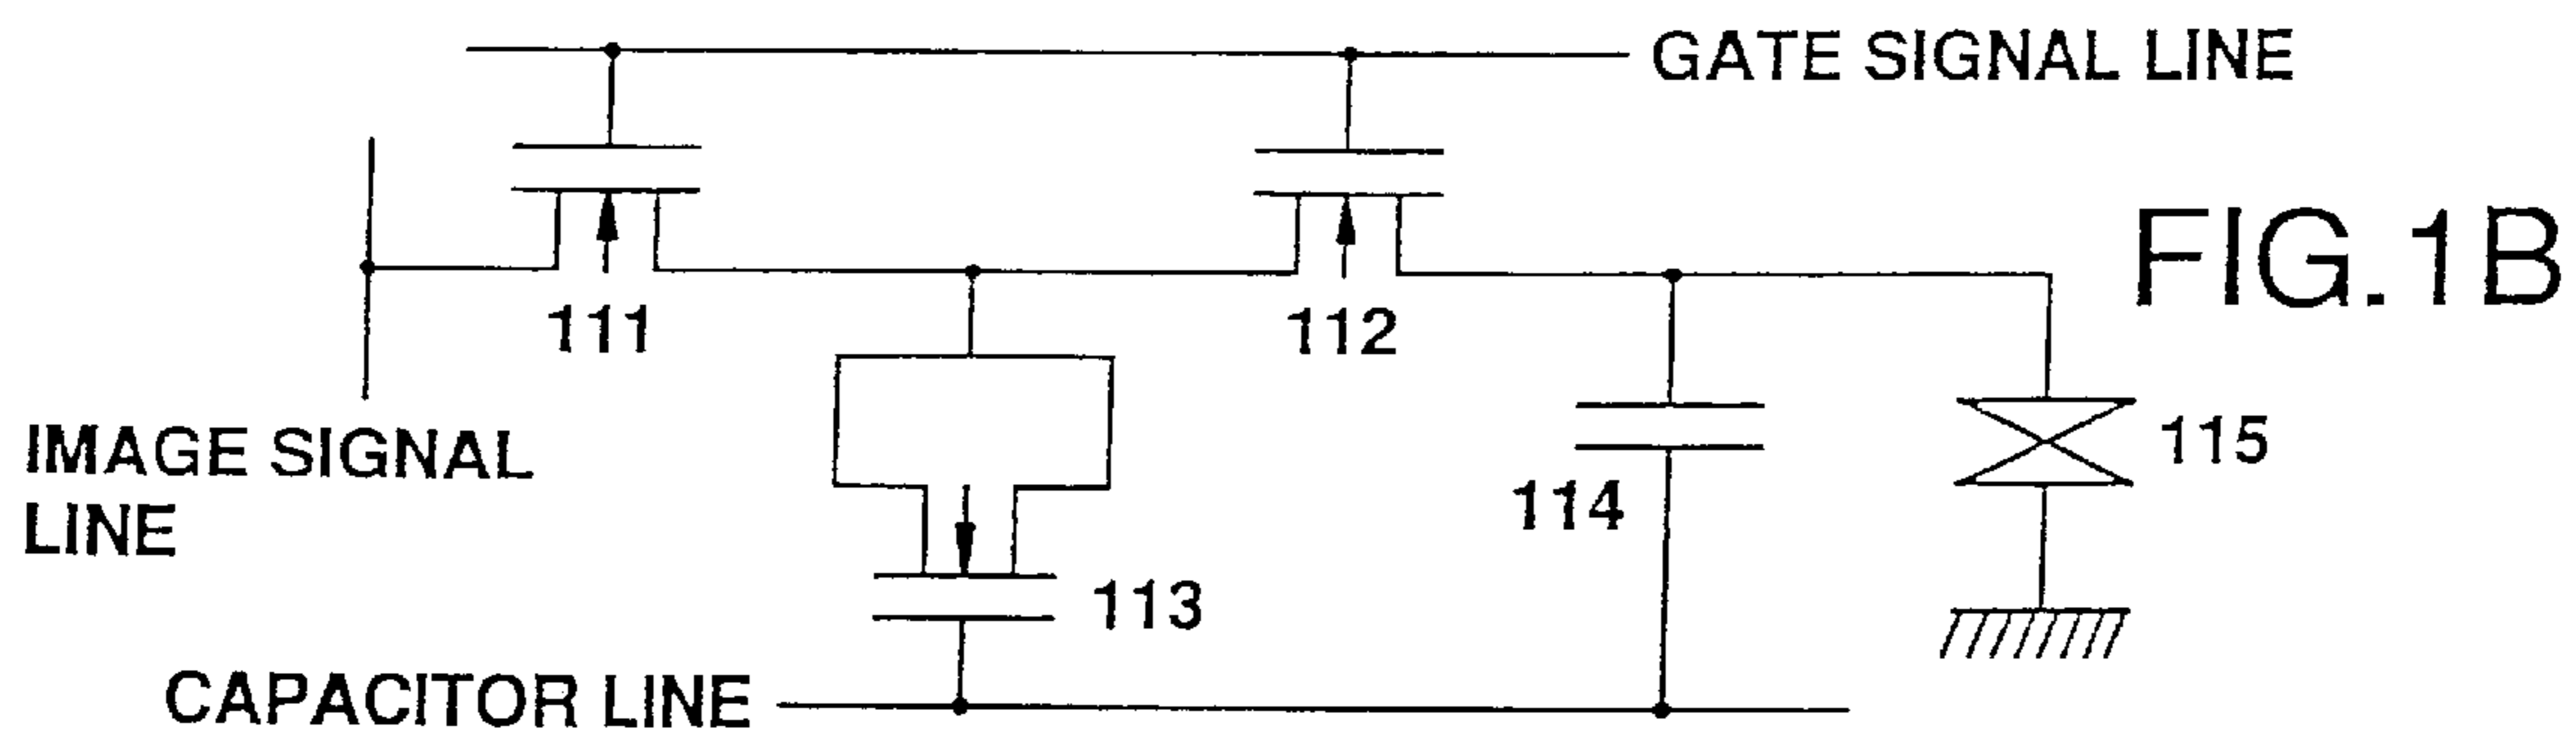 GATE SIGNAL LINE
FIG.1B
111
112
IMAGE SIGNAL
LINE
115
114
113
CAPACITOR LINE